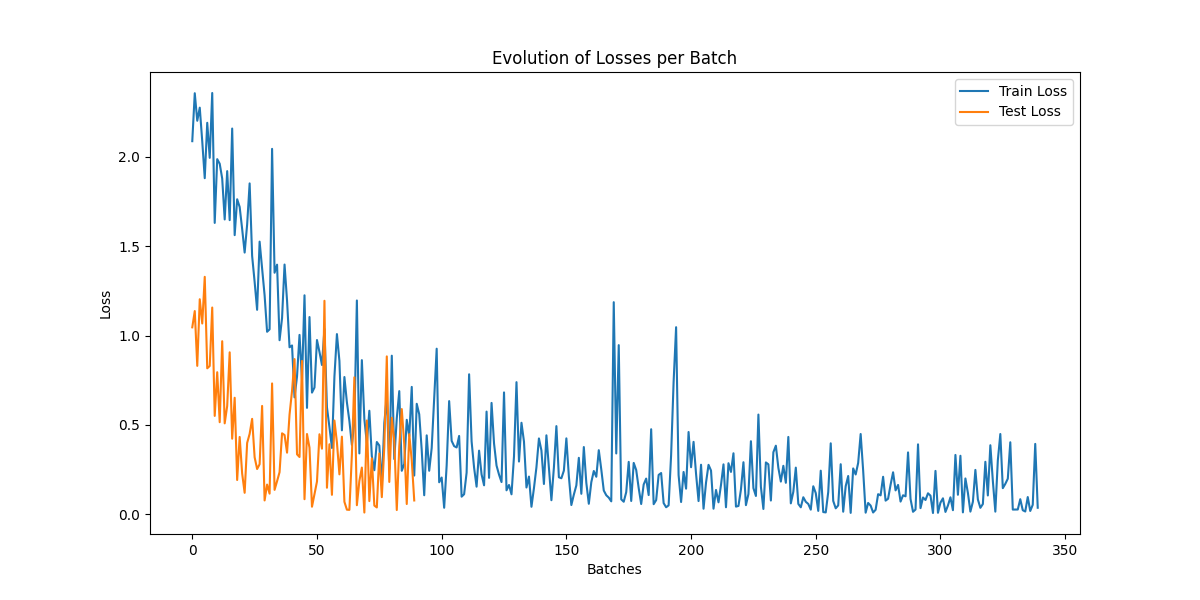 Evolution of Losses per Batch
Train Loss
Test Loss
Loss
2.0
1.5
1.0
0.5
0.0
0 50 100 150 200 250 300 350
Batches